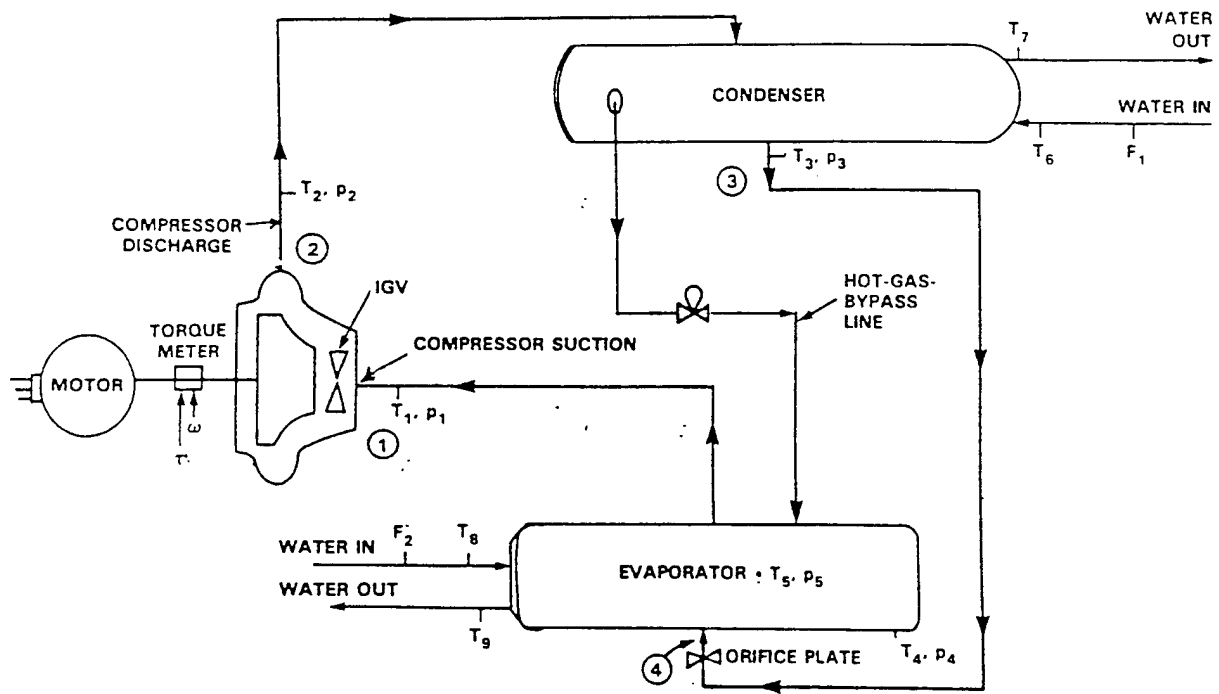 T7
WATER
OUT
CONDENSER
WATER IN
T6
F1
T3, p3
3
T2, p2
COMPRESSOR
DISCHARGE
2
IGV
HOT-GAS-
BYPASS
LINE
TORQUE
METER
COMPRESSOR SUCTION
MOTOR
T1, p1
τ
ω
1
F2
T8
WATER IN
EVAPORATOR • T5, p5
WATER OUT
T9
4
ORIFICE PLATE
T4, p4